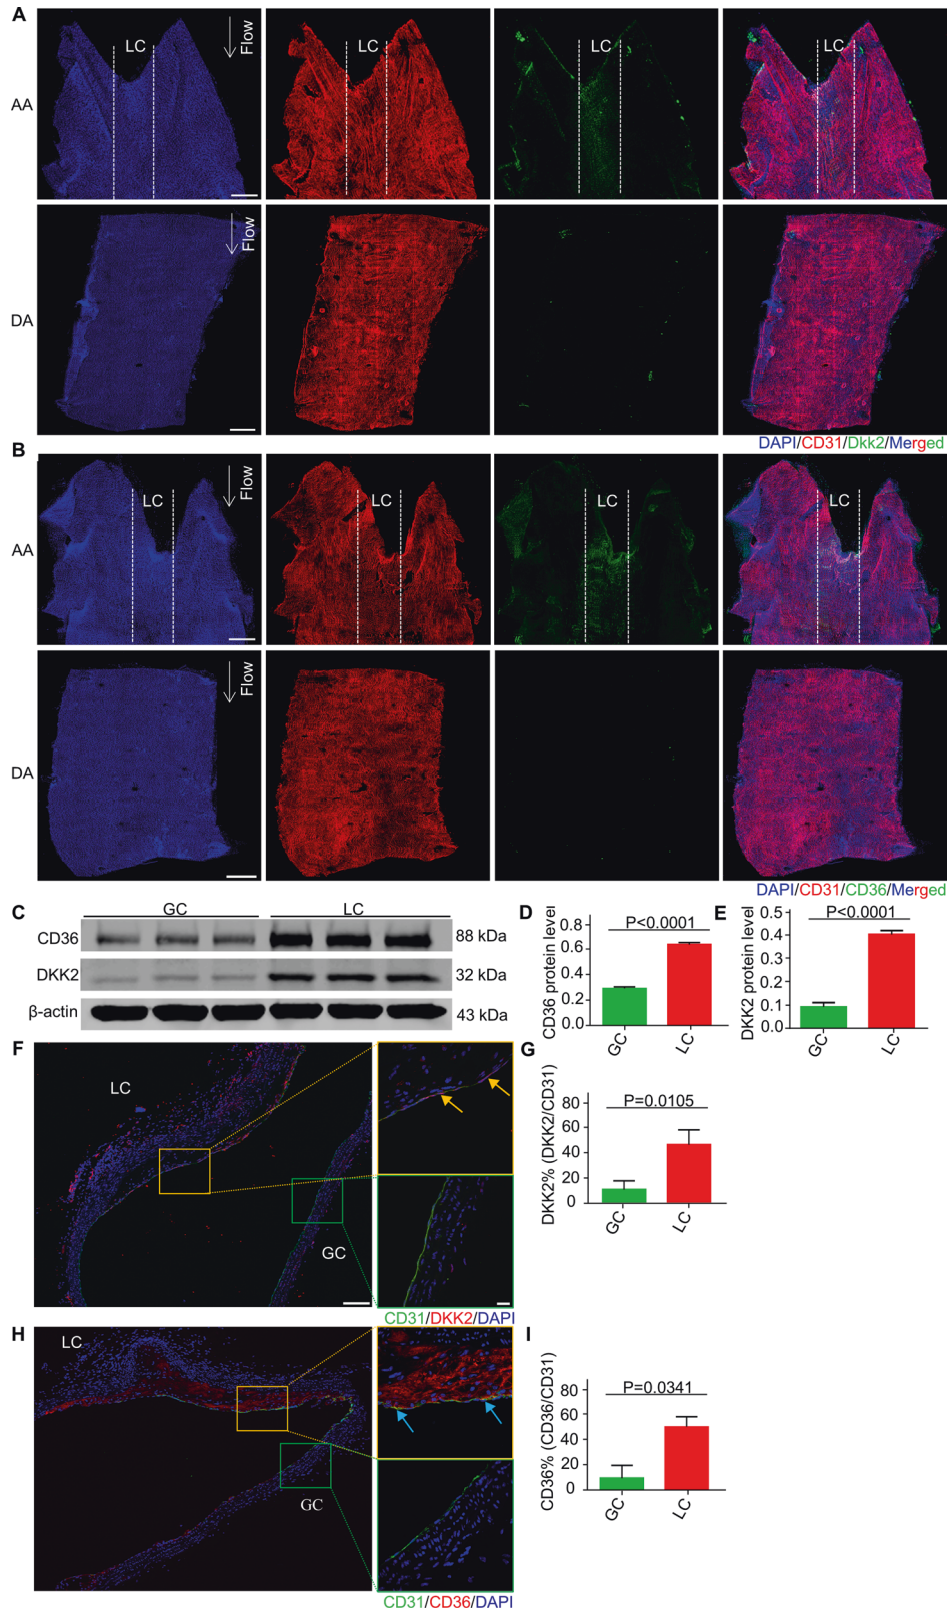 A
LC
Flow
LC
LC
LC
AA
Flow
DA
DAPI/CD31/Dkk2/Merged
B
LC
Flow
LC
LC
LC
AA
Flow
DA
DAPI/CD31/CD36/Merged
C
GC
LC
CD36
88 kDa
DKK2
32 kDa
β-actin
43 kDa
D
CD36 protein level
P<0.0001
0.8
0.6
0.4
0.2
0.0
GC
LC
E
DKK2 protein level
P<0.0001
0.5
0.4
0.3
0.2
0.1
0.0
GC
LC
F
LC
GC
CD31/DKK2/DAPI
G
DKK2% (DKK2/CD31)
P=0.0105
80
60
40
20
0
GC
LC
H
LC
GC
CD31/CD36/DAPI
I
CD36% (CD36/CD31)
P=0.0341
80
60
40
20
0
GC
LC